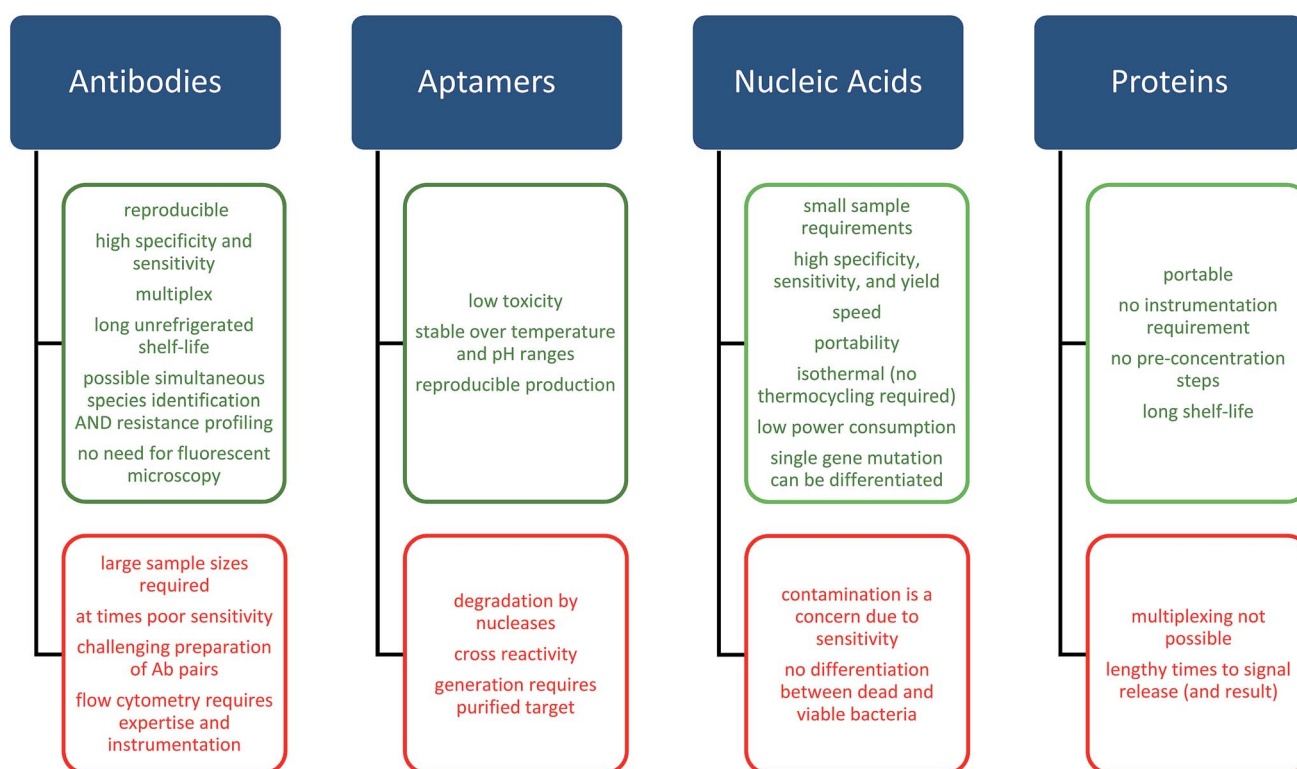 Antibodies
reproducible
high specificity and
sensitivity
multiplex
long unrefrigerated
shelf-life
possible simultaneous
species identification
AND resistance profiling
no need for fluorescent
microscopy
large sample sizes
required
at times poor sensitivity
challenging preparation
of Ab pairs
flow cytometry requires
expertise and
instrumentation
Aptamers
low toxicity
stable over temperature
and pH ranges
reproducible production
degradation by
nucleases
cross reactivity
generation requires
purified target
Nucleic Acids
small sample
requirements
high specificity,
sensitivity, and yield
speed
portability
isothermal (no
thermocycling required)
low power consumption
single gene mutation
can be differentiated
contamination is a
concern due to
sensitivity
no differentiation
between dead and
viable bacteria
Proteins
portable
no instrumentation
requirement
no pre-concentration
steps
long shelf-life
multiplexing not
possible
lengthy times to signal
release (and result)